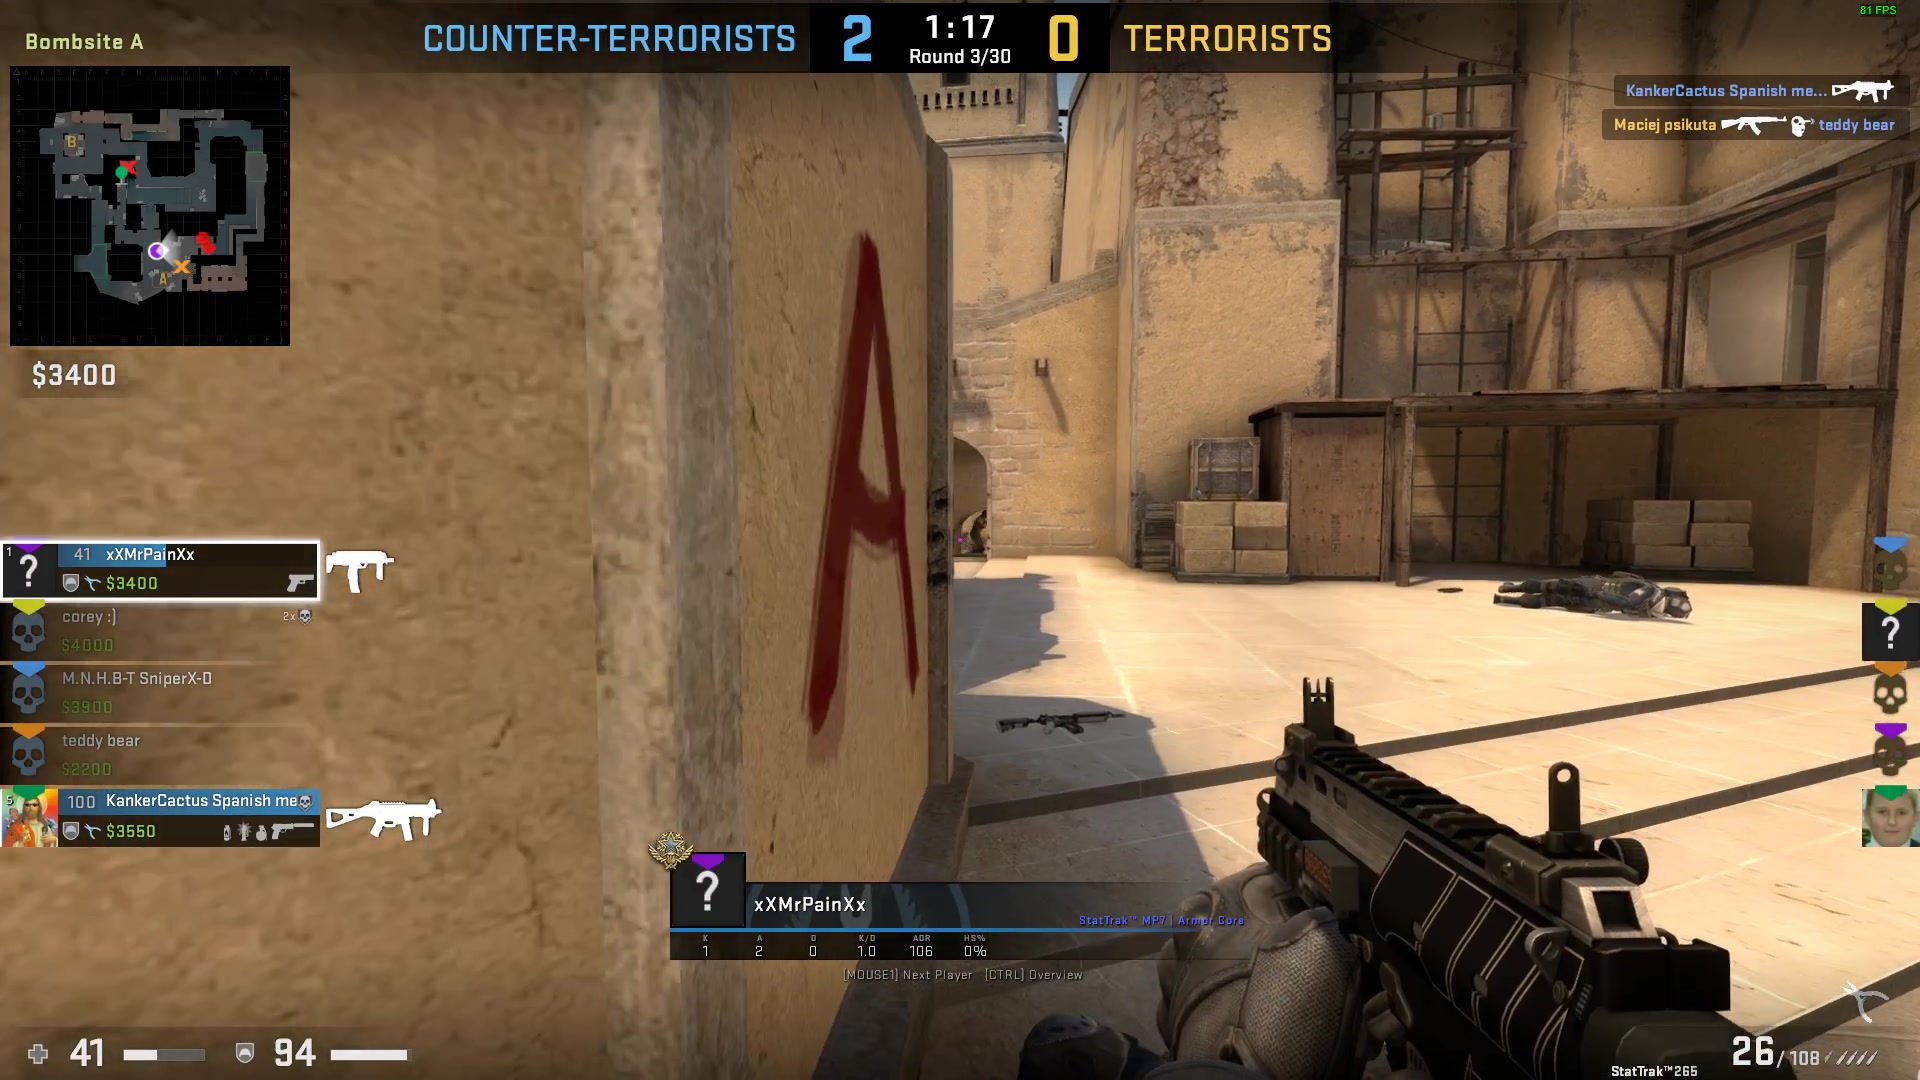 81 FPS
Bombsite A
COUNTER-TERRORISTS 2 1:17 0 TERRORISTS
Round 3/30
KankerCactus Spanish me...
Maciej psikuta teddy bear
B
A
$3400
A
1 ? 41 xXMrPainXx
$3400
corey :) 2x
$4000
M.N.H.B-T SniperX-D
$3900
teddy bear
$2200
5 100 KankerCactus Spanish me
$3550
?
? xXMrPainXx
StatTrak™ MP7 | Armor Core
K A D K/D ADR HS%
1 2 0 1.0 106 0%
[MOUSE1] Next Player [CTRL] Overview
41 94
26 / 108
StatTrak™265